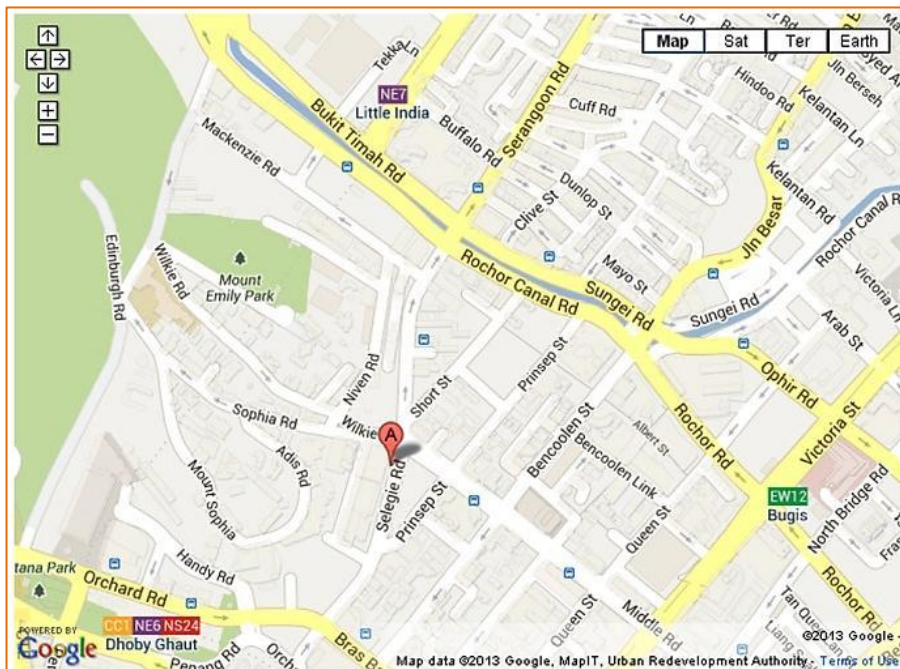 Map
Sat
Ter
Earth
Tekka Ln
NE7
Little India
Mackenzie Rd
Bukit Timah Rd
Buffalo Rd
Serangoon Rd
Cuff Rd
Hindoo Rd
Jln Berseh
Kelantan Ln
Kelantan Rd
Dunlop St
Clive St
Mayo St
Jln Besar
Rochor Canal Rd
Edinburgh Rd
Wilkie Rd
Mount
Emily Park
Rochor Canal Rd
Sungei Rd
Sungei Rd
Victoria Ln
Arab St
Ophir Rd
Niven Rd
Short St
Prinsep St
Sophia Rd
Wilkie
A
Adis Rd
Mount Sophia
Selegie Rd
Prinsep St
Bencoolen St
Bencoolen Link
Albert St
Rochor Rd
Victoria St
EW12
Bugis
North Bridge Rd
Queen St
Queen St
Handy Rd
Middle Rd
tana Park
Orchard Rd
CC1 NE6 NS24
Dhoby Ghaut
Penang Rd
Orch
Bras B
Tan Qu
Liang S
Fran
POWERED BY
Google
©2013 Google -
Map data ©2013 Google, MapIT, Urban Redevelopment Authority - Terms of Use